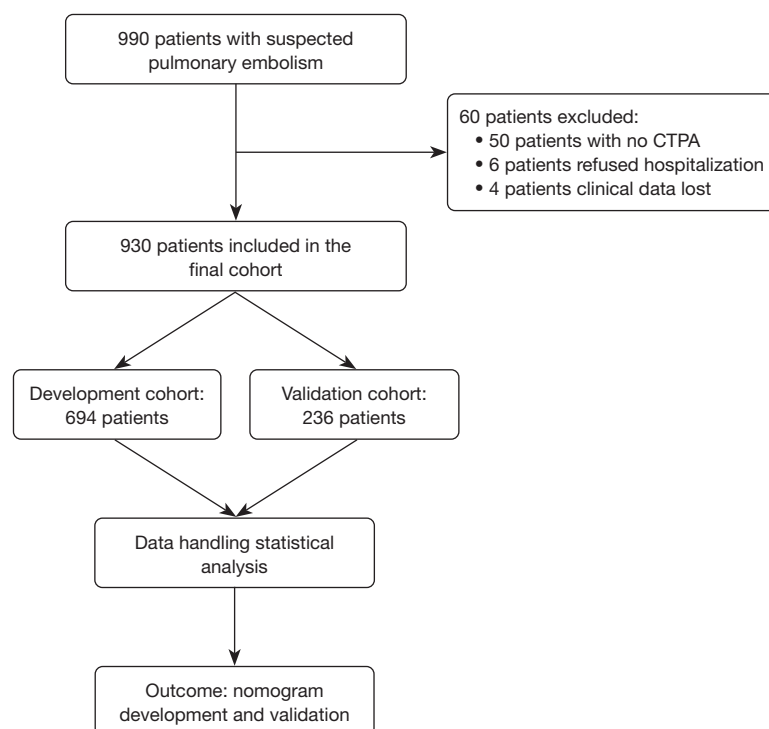 990 patients with suspected
pulmonary embolism
60 patients excluded:
• 50 patients with no CTPA
• 6 patients refused hospitalization
• 4 patients clinical data lost
930 patients included in the
final cohort
Development cohort:
694 patients
Validation cohort:
236 patients
Data handling statistical
analysis
Outcome: nomogram
development and validation